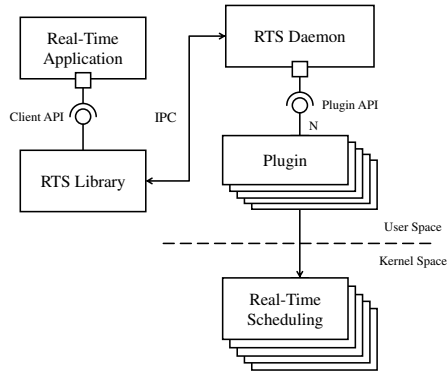 Real-Time
Application
RTS Daemon
Client API
IPC
Plugin API
N
RTS Library
Plugin
User Space
Kernel Space
Real-Time
Scheduling